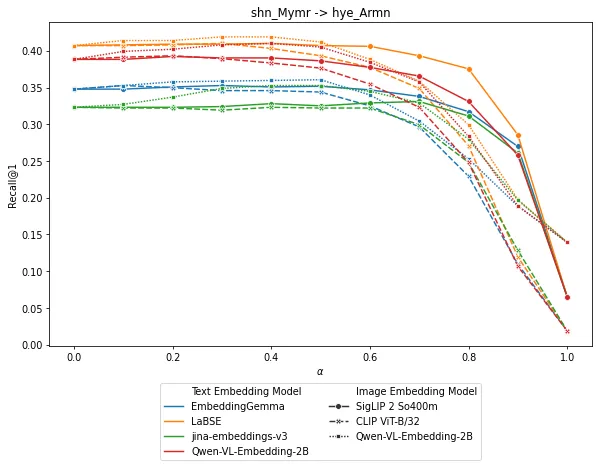 shn_Mymr -> hye_Armn
Recall@1
0.40
0.35
0.30
0.25
0.20
0.15
0.10
0.05
0.00
0.0 0.2 0.4 0.6 0.8 1.0
α
Text Embedding Model
EmbeddingGemma
LaBSE
jina-embeddings-v3
Qwen-VL-Embedding-2B
Image Embedding Model
SigLIP 2 So400m
CLIP ViT-B/32
Qwen-VL-Embedding-2B